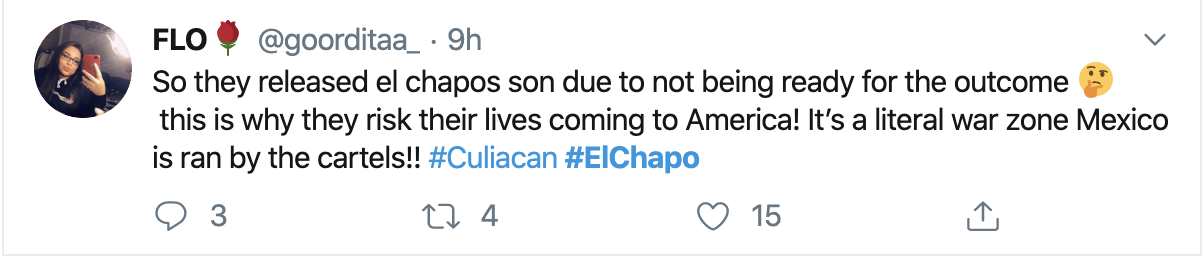 FLO🌹 @goorditaa_ · 9h
So they released el chapos son due to not being ready for the outcome 🤔
this is why they risk their lives coming to America! It’s a literal war zone Mexico
is ran by the cartels!! #Culiacan #ElChapo
3 4 15